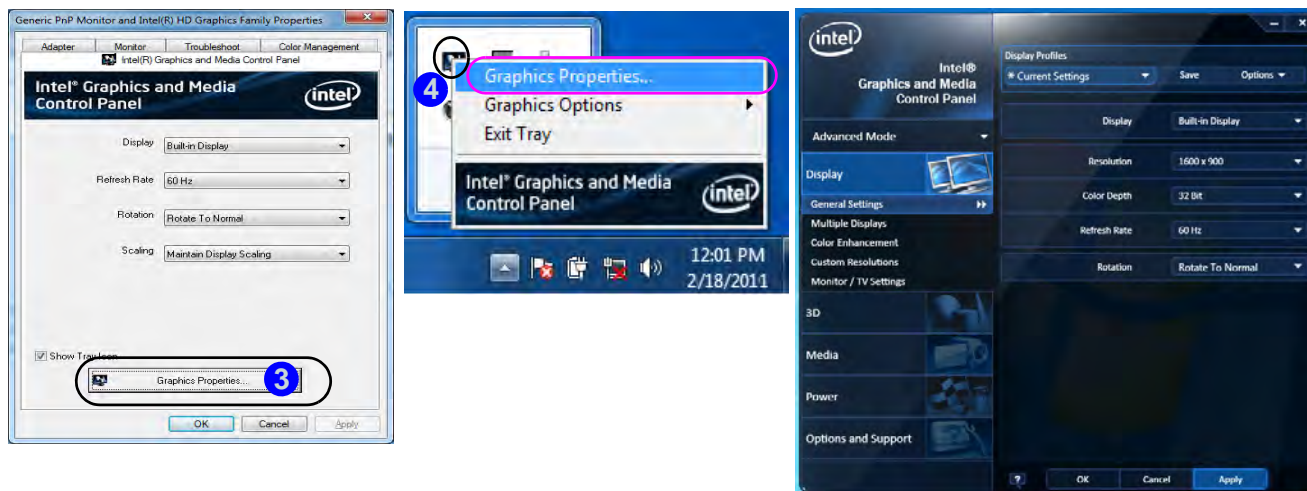 Generic PnP Monitor and Intel(R) HD Graphics Family Properties
Adapter Monitor Troubleshoot Color Management
Intel(R) Graphics and Media Control Panel
Intel® Graphics and Media
Control Panel
intel
Display Built-in Display
Refresh Rate 60 Hz
Rotation Rotate To Normal
Scaling Maintain Display Scaling
Show Tray Icon
Graphics Properties...
3
OK Cancel Apply
4
Graphics Properties...
Graphics Options
Exit Tray
Intel® Graphics and Media
Control Panel
intel
12:01 PM
2/18/2011
intel
Intel®
Graphics and Media
Control Panel
Advanced Mode
Display
General Settings
Multiple Displays
Color Enhancement
Custom Resolutions
Monitor / TV Settings
3D
Media
Power
Options and Support
Display Profiles
* Current Settings Save Options
Display Built-in Display
Resolution 1600 x 900
Color Depth 32 Bit
Refresh Rate 60 Hz
Rotation Rotate To Normal
? OK Cancel Apply